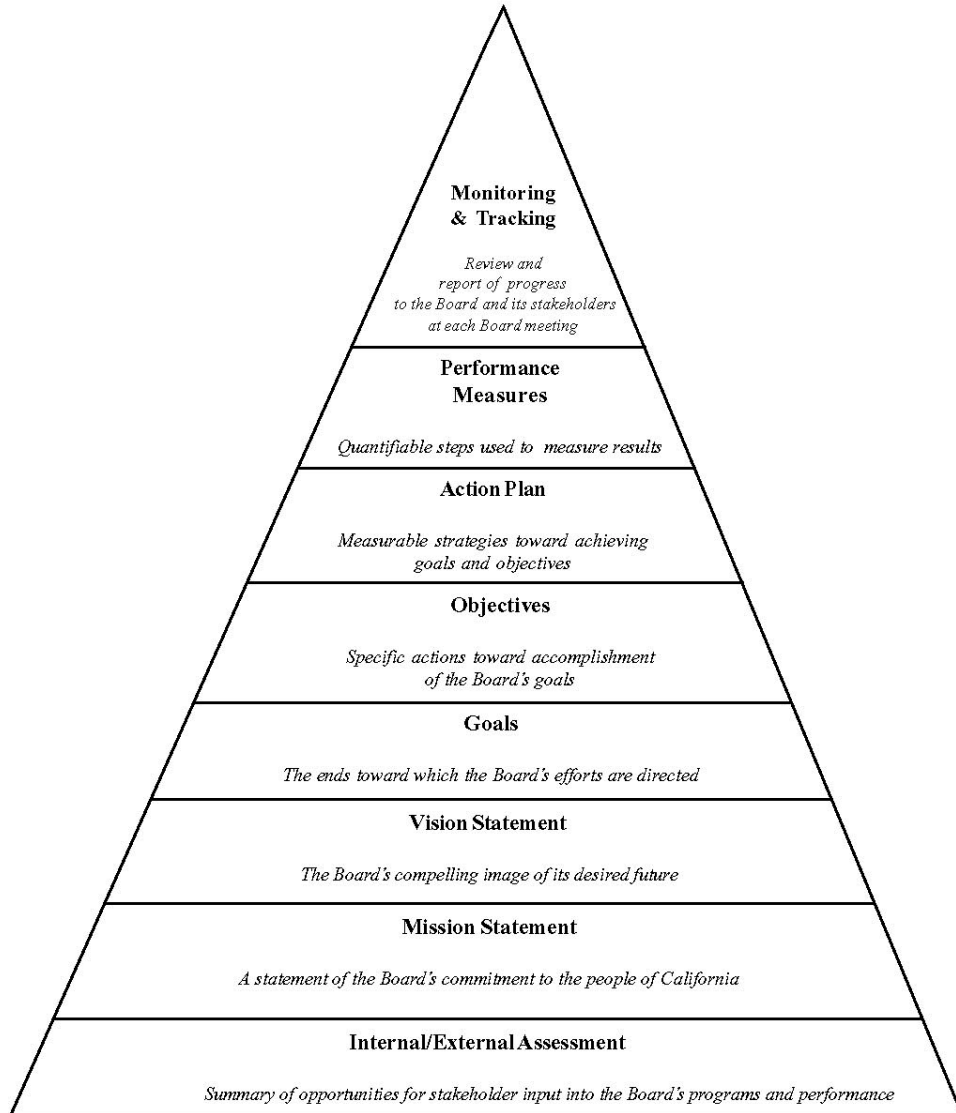 Monitoring
& Tracking
Review and
report of progress
to the Board and its stakeholders
at each Board meeting
Performance
Measures
Quantifiable steps used to measure results
Action Plan
Measurable strategies toward achieving
goals and objectives
Objectives
Specific actions toward accomplishment
of the Board's goals
Goals
The ends toward which the Board's efforts are directed
Vision Statement
The Board's compelling image of its desired future
Mission Statement
A statement of the Board's commitment to the people of California
Internal/External Assessment
Summary of opportunities for stakeholder input into the Board's programs and performance